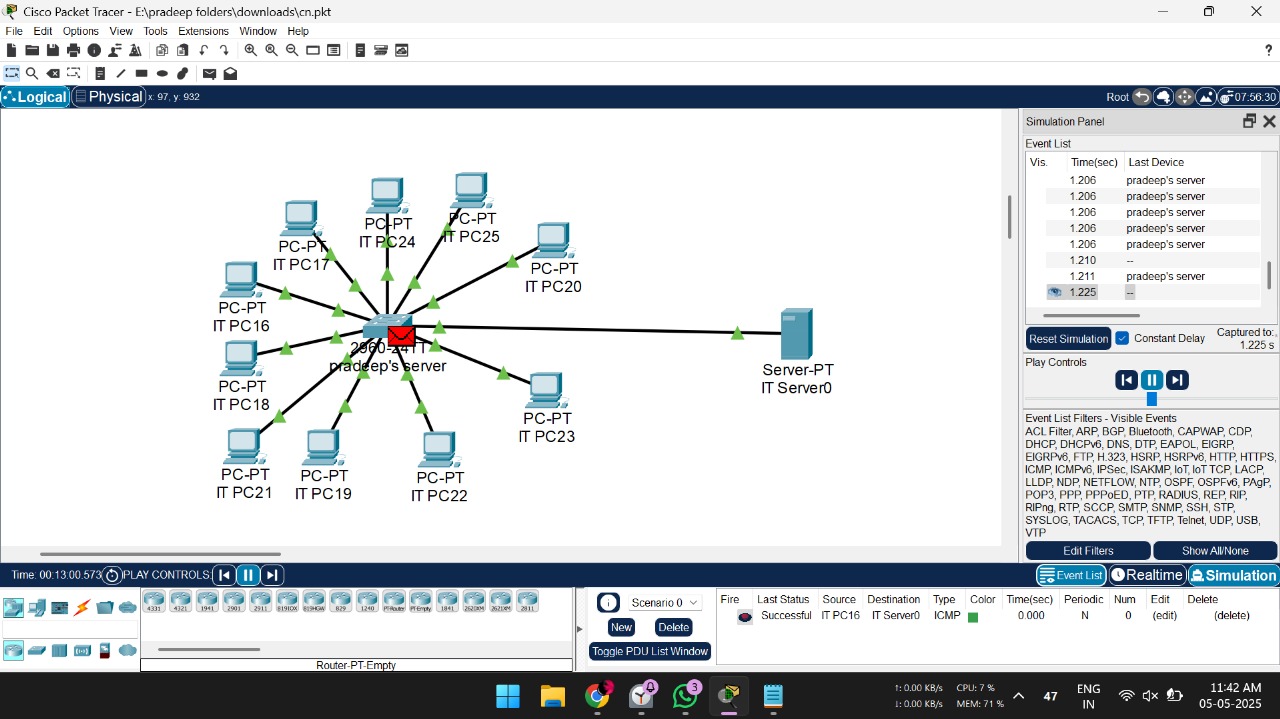 Cisco Packet Tracer - E:\pradeep folders\downloads\cn.pkt
File Edit Options View Tools Extensions Window Help
?
Logical Physical x: 97, y: 932
Root 07:56:30
PC-PT
IT PC24
PC-PT
IT PC25
PC-PT
IT PC17
PC-PT
IT PC20
PC-PT
IT PC16
2960-24TT
pradeep's server
PC-PT
IT PC18
Server-PT
IT Server0
PC-PT
IT PC23
PC-PT
IT PC21
PC-PT
IT PC19
PC-PT
IT PC22
Simulation Panel
Event List
Vis. Time(sec) Last Device
1.206 pradeep's server
1.206 pradeep's server
1.206 pradeep's server
1.206 pradeep's server
1.206 pradeep's server
1.210 --
1.211 pradeep's server
1.225 --
Reset Simulation Constant Delay Captured to:
1.225 s
Play Controls
Event List Filters - Visible Events
ACL Filter, ARP, BGP, Bluetooth, CAPWAP, CDP,
DHCP, DHCPv6, DNS, DTP, EAPOL, EIGRP,
EIGRPv6, FTP, H.323, HSRP, HSRPv6, HTTP, HTTPS,
ICMP, ICMPv6, IPSec, ISAKMP, IoT, IoT TCP, LACP,
LLDP, NDP, NETFLOW, NTP, OSPF, OSPFv6, PAgP,
POP3, PPP, PPPoED, PTP, RADIUS, REP, RIP,
RIPng, RTP, SCCP, SMTP, SNMP, SSH, STP,
SYSLOG, TACACS, TCP, TFTP, Telnet, UDP, USB,
VTP
Edit Filters Show All/None
Time: 00:13:00.573 PLAY CONTROLS:
Event List Realtime Simulation
4331 4321 1941 2901 2911 819IOX 819HGW 829 1240 PT-Router PT-Empty 1841 2620XM 2621XM 2811
Router-PT-Empty
Scenario 0
New Delete
Toggle PDU List Window
Fire Last Status Source Destination Type Color Time(sec) Periodic Num Edit Delete
Successful IT PC16 IT Server0 ICMP 0.000 N 0 (edit) (delete)
3
↑: 0.00 KB/s CPU: 7 %
↓: 0.00 KB/s MEM: 71 %
47
ENG
IN
11:42 AM
05-05-2025